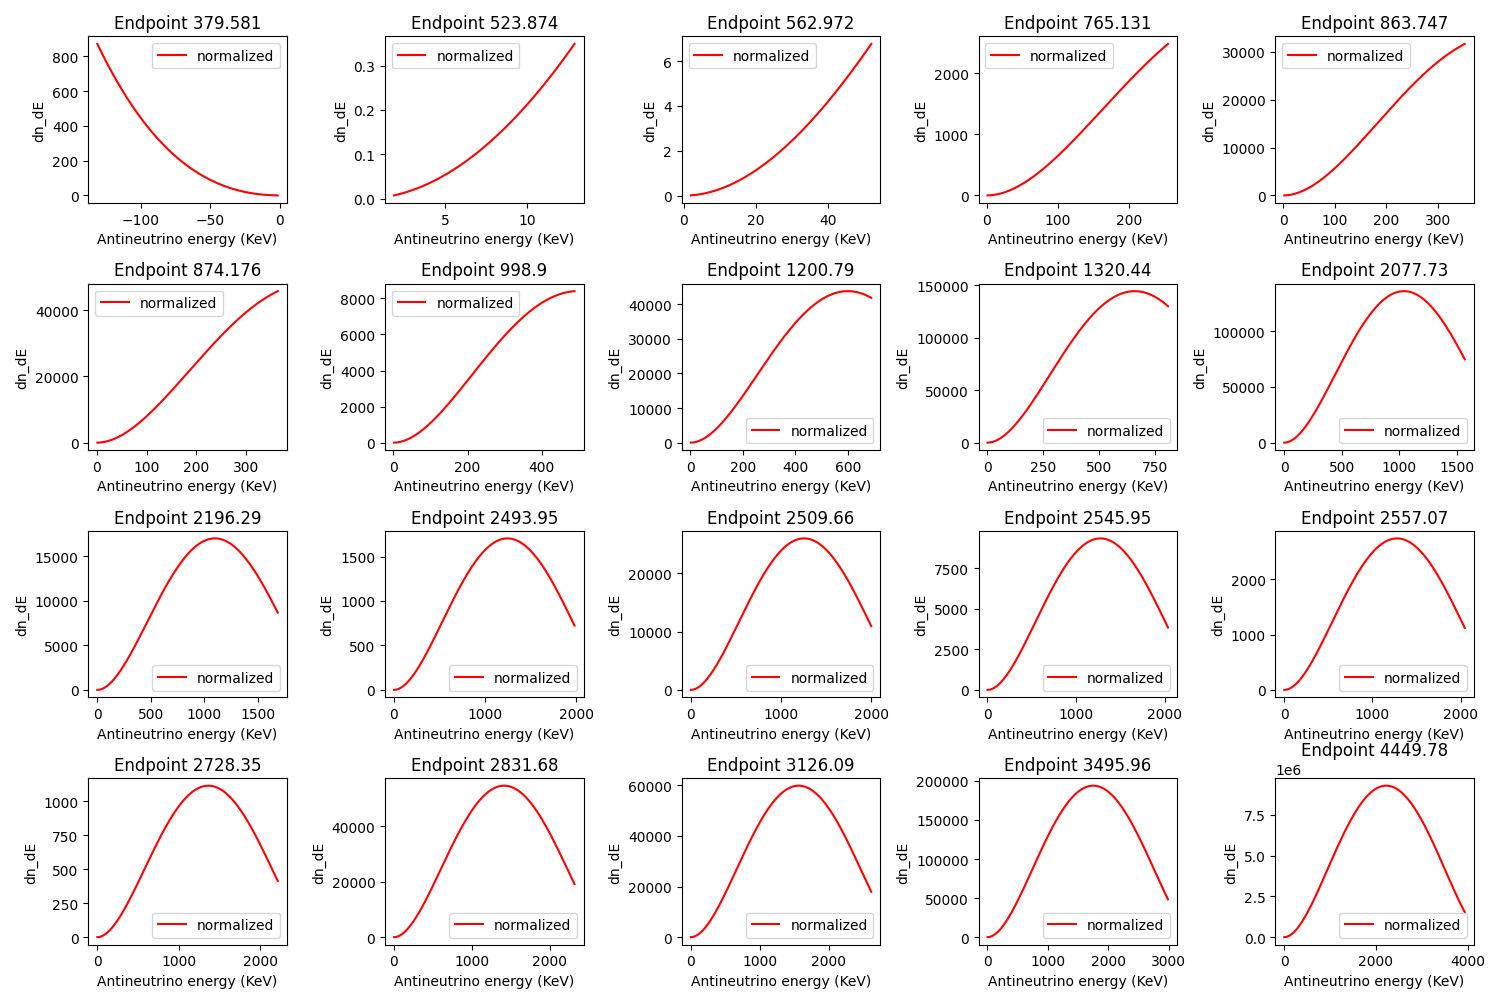 Endpoint 379.581
800
600
400
200
0
dn_dE
normalized
−100
−50
0
Antineutrino energy (KeV)
Endpoint 523.874
0.3
0.2
0.1
0.0
dn_dE
normalized
5
10
Antineutrino energy (KeV)
Endpoint 562.972
6
4
2
0
dn_dE
normalized
0
20
40
Antineutrino energy (KeV)
Endpoint 765.131
2000
1000
0
dn_dE
normalized
0
100
200
Antineutrino energy (KeV)
Endpoint 863.747
30000
20000
10000
0
dn_dE
normalized
0
100
200
300
Antineutrino energy (KeV)
Endpoint 874.176
40000
20000
0
dn_dE
normalized
0
100
200
300
Antineutrino energy (KeV)
Endpoint 998.9
8000
6000
4000
2000
0
dn_dE
normalized
0
200
400
Antineutrino energy (KeV)
Endpoint 1200.79
40000
30000
20000
10000
0
dn_dE
normalized
0
200
400
600
Antineutrino energy (KeV)
Endpoint 1320.44
150000
100000
50000
0
dn_dE
normalized
0
250
500
750
Antineutrino energy (KeV)
Endpoint 2077.73
100000
50000
0
dn_dE
normalized
0
500
1000
1500
Antineutrino energy (KeV)
Endpoint 2196.29
15000
10000
5000
0
dn_dE
normalized
0
500
1000
1500
Antineutrino energy (KeV)
Endpoint 2493.95
1500
1000
500
0
dn_dE
normalized
0
1000
2000
Antineutrino energy (KeV)
Endpoint 2509.66
20000
10000
0
dn_dE
normalized
0
1000
2000
Antineutrino energy (KeV)
Endpoint 2545.95
7500
5000
2500
0
dn_dE
normalized
0
1000
2000
Antineutrino energy (KeV)
Endpoint 2557.07
2000
1000
0
dn_dE
normalized
0
1000
2000
Antineutrino energy (KeV)
Endpoint 2728.35
1000
750
500
250
0
dn_dE
normalized
0
1000
2000
Antineutrino energy (KeV)
Endpoint 2831.68
40000
20000
0
dn_dE
normalized
0
1000
2000
Antineutrino energy (KeV)
Endpoint 3126.09
60000
40000
20000
0
dn_dE
normalized
0
1000
2000
Antineutrino energy (KeV)
Endpoint 3495.96
200000
150000
100000
50000
0
dn_dE
normalized
0
1000
2000
3000
Antineutrino energy (KeV)
Endpoint 4449.78
1e6
7.5
5.0
2.5
0.0
dn_dE
normalized
0
2000
4000
Antineutrino energy (KeV)